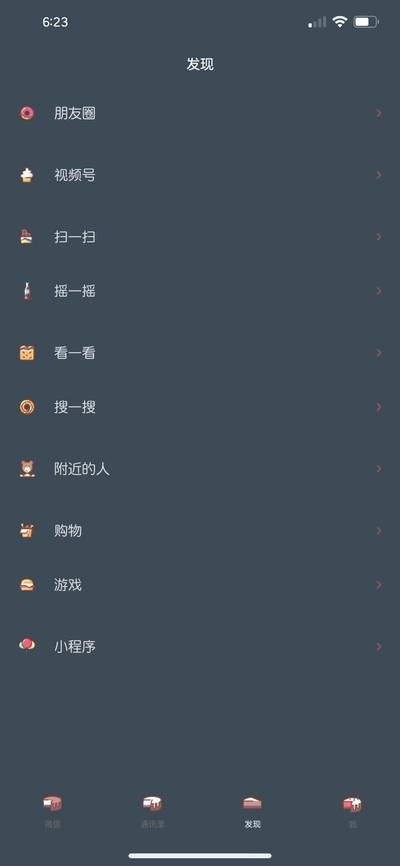 6:23
发现
朋友圈
视频号
扫一扫
摇一摇
看一看
搜一搜
附近的人
购物
游戏
小程序
微信
通讯录
发现
我